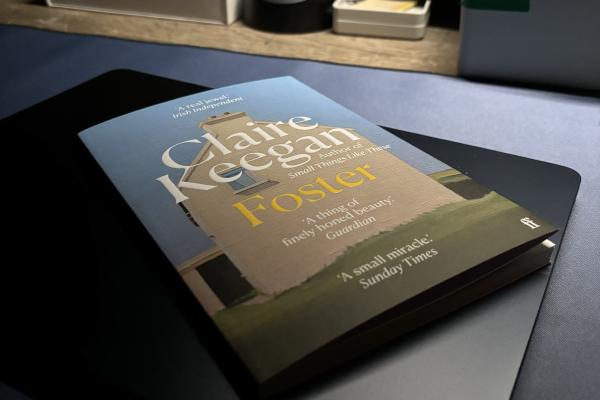 ‘A real jewel.’
Irish Independent
Claire
Keegan
Author of
Small Things Like These
Foster
‘A thing of
finely honed beauty.’
Guardian
‘A small miracle.’
Sunday Times
ff